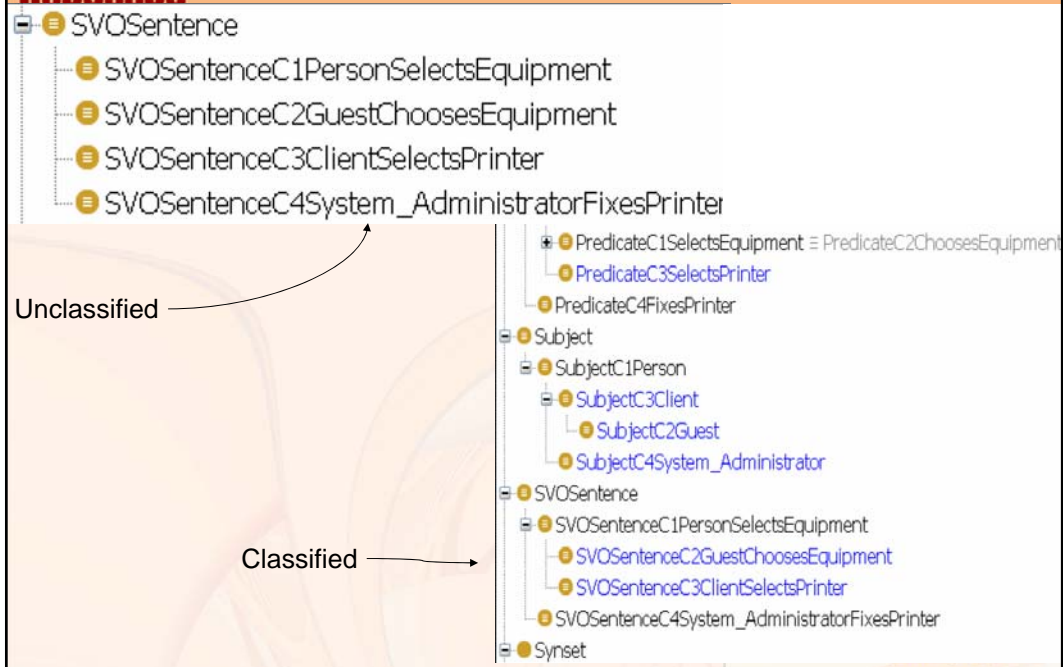 SVOSentence
SVOSentenceC1PersonSelectsEquipment
SVOSentenceC2GuestChoosesEquipment
SVOSentenceC3ClientSelectsPrinter
SVOSentenceC4System_AdministratorFixesPrinter
Unclassified
PredicateC1SelectsEquipment ≡ PredicateC2ChoosesEquipment
PredicateC3SelectsPrinter
PredicateC4FixesPrinter
Subject
SubjectC1Person
SubjectC3Client
SubjectC2Guest
SubjectC4System_Administrator
SVOSentence
SVOSentenceC1PersonSelectsEquipment
Classified
SVOSentenceC2GuestChoosesEquipment
SVOSentenceC3ClientSelectsPrinter
SVOSentenceC4System_AdministratorFixesPrinter
Synset